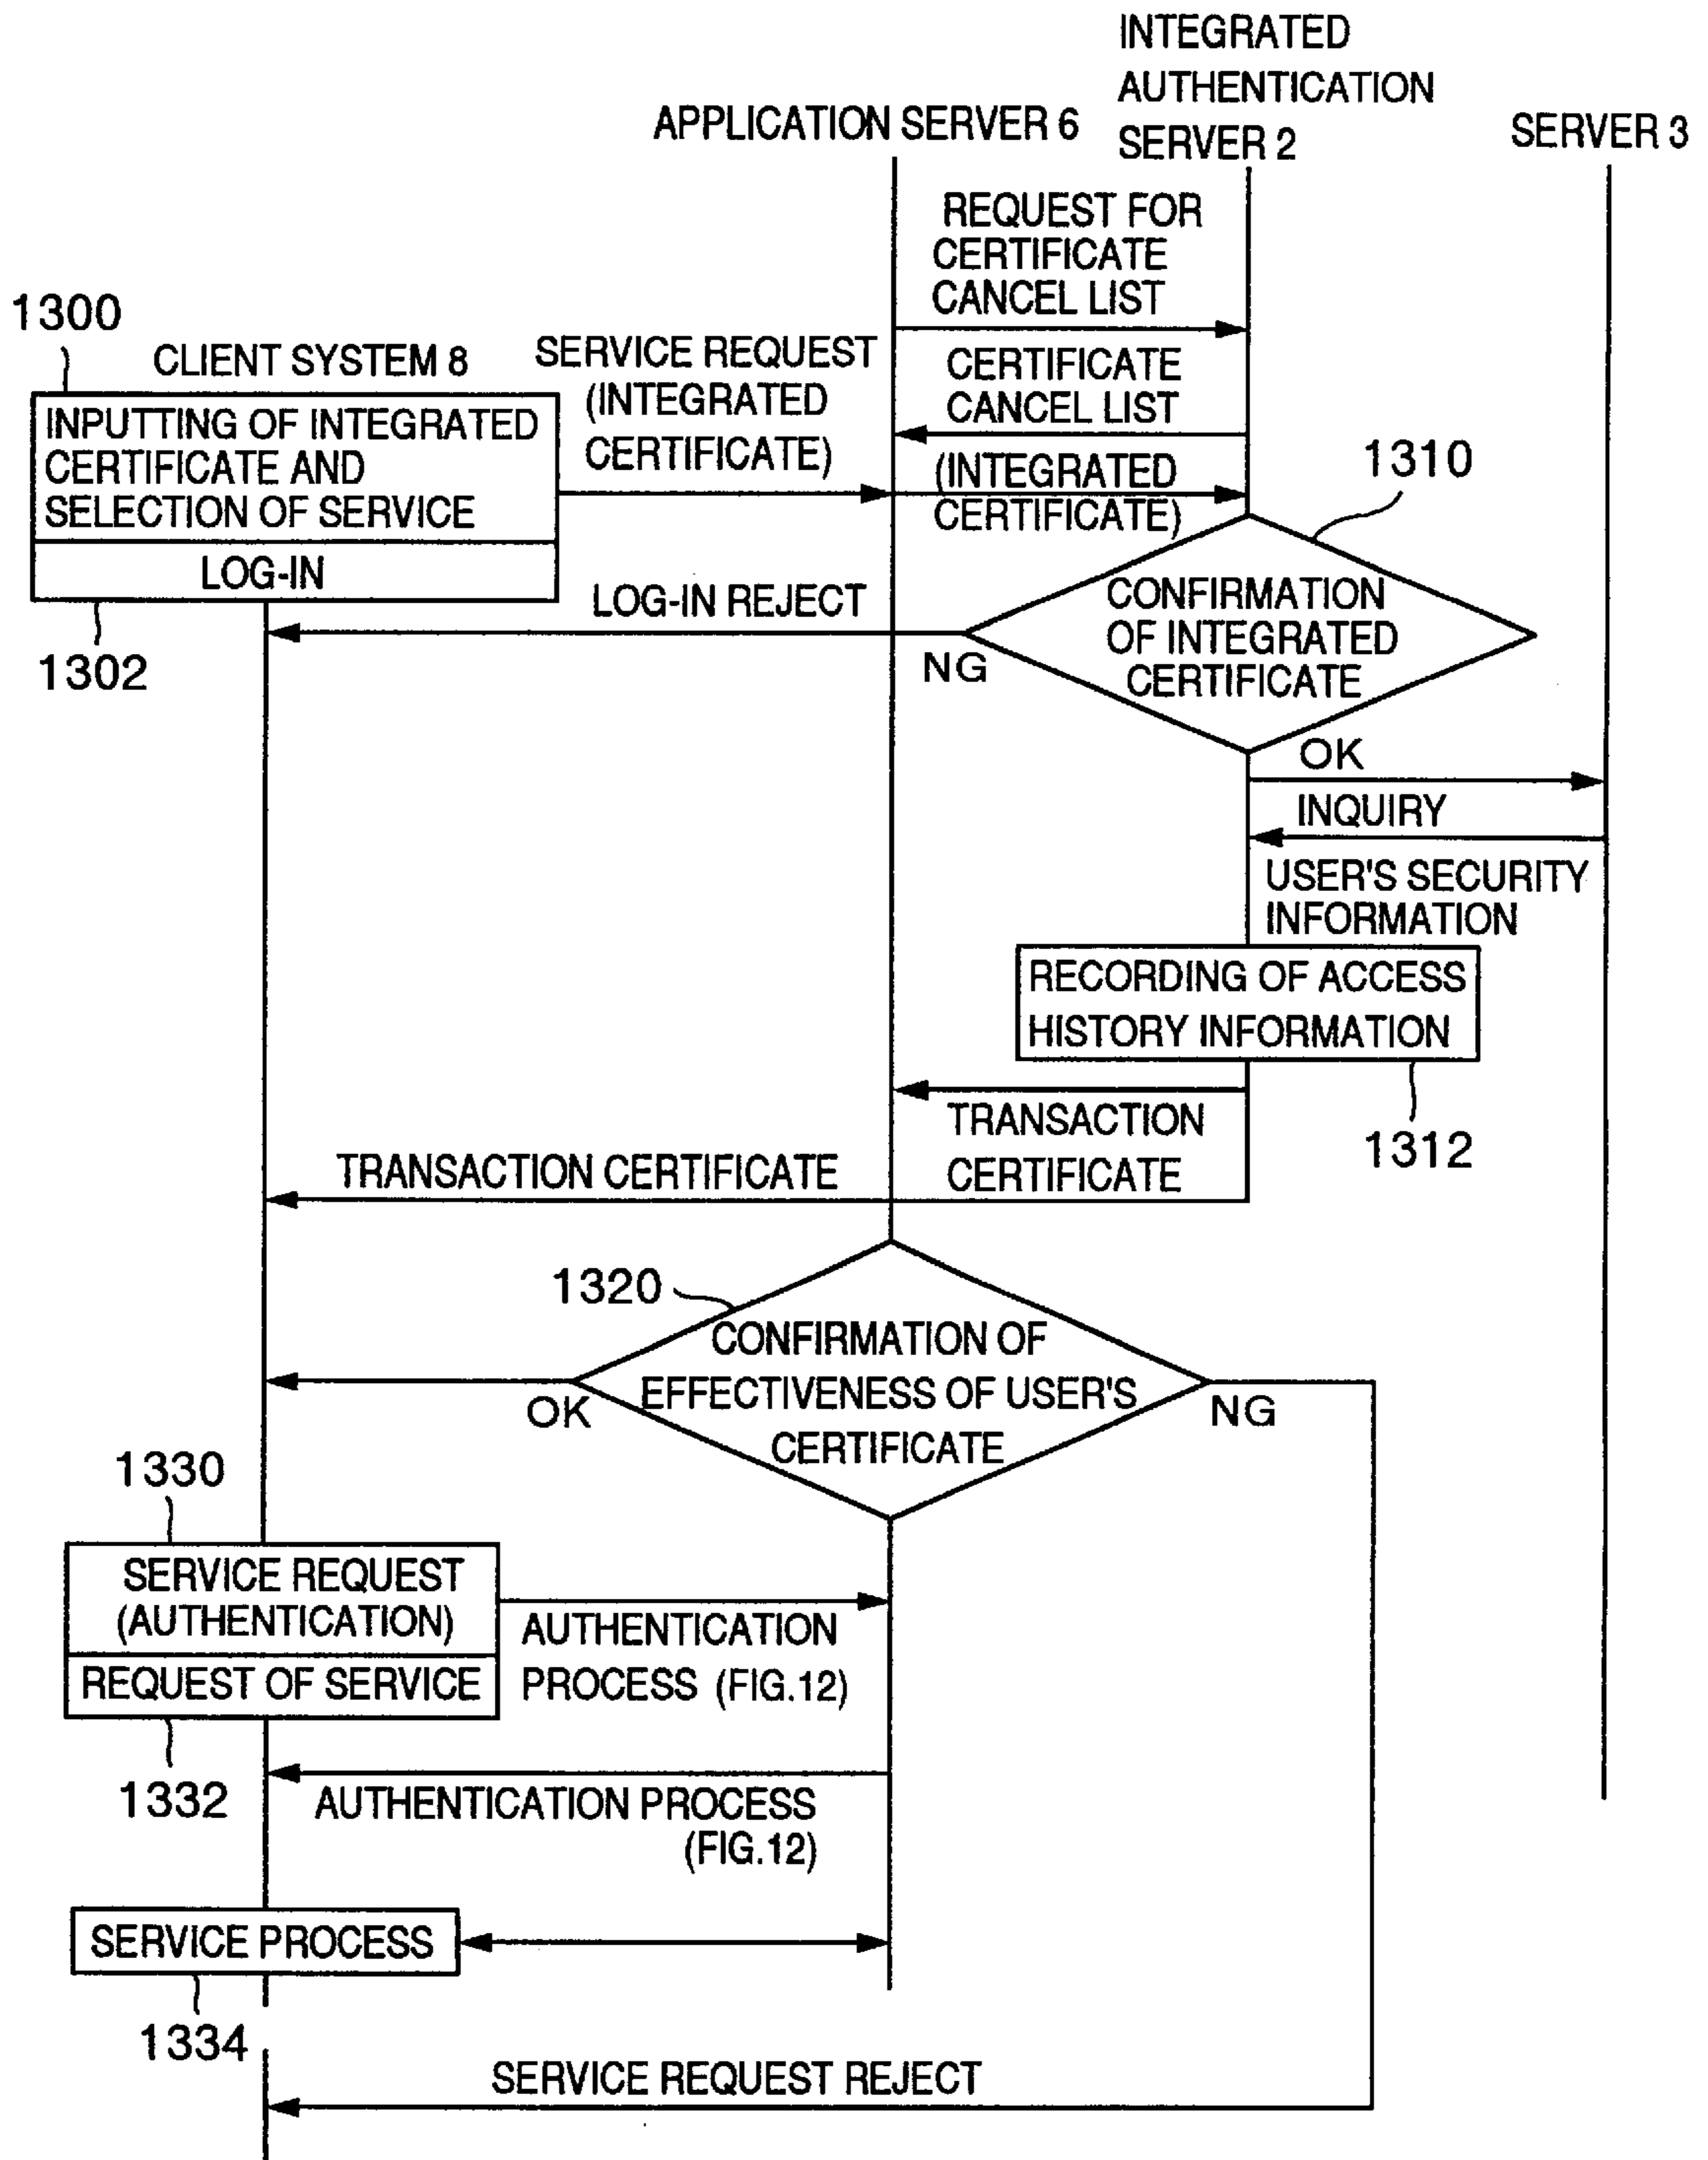 INTEGRATED
AUTHENTICATION
SERVER 2
APPLICATION SERVER 6
SERVER 3
REQUEST FOR
CERTIFICATE
CANCEL LIST
1300
CLIENT SYSTEM 8
SERVICE REQUEST
(INTEGRATED
CERTIFICATE)
CERTIFICATE
CANCEL LIST
INPUTTING OF INTEGRATED
CERTIFICATE AND
SELECTION OF SERVICE
LOG-IN
1302
(INTEGRATED
CERTIFICATE)
1310
LOG-IN REJECT
NG
CONFIRMATION
OF INTEGRATED
CERTIFICATE
OK
INQUIRY
USER'S SECURITY
INFORMATION
RECORDING OF ACCESS
HISTORY INFORMATION
1312
TRANSACTION
CERTIFICATE
TRANSACTION CERTIFICATE
1320
CONFIRMATION OF
EFFECTIVENESS OF USER'S
CERTIFICATE
OK
NG
1330
SERVICE REQUEST
(AUTHENTICATION)
REQUEST OF SERVICE
1332
AUTHENTICATION
PROCESS (FIG.12)
AUTHENTICATION PROCESS
(FIG.12)
SERVICE PROCESS
1334
SERVICE REQUEST REJECT